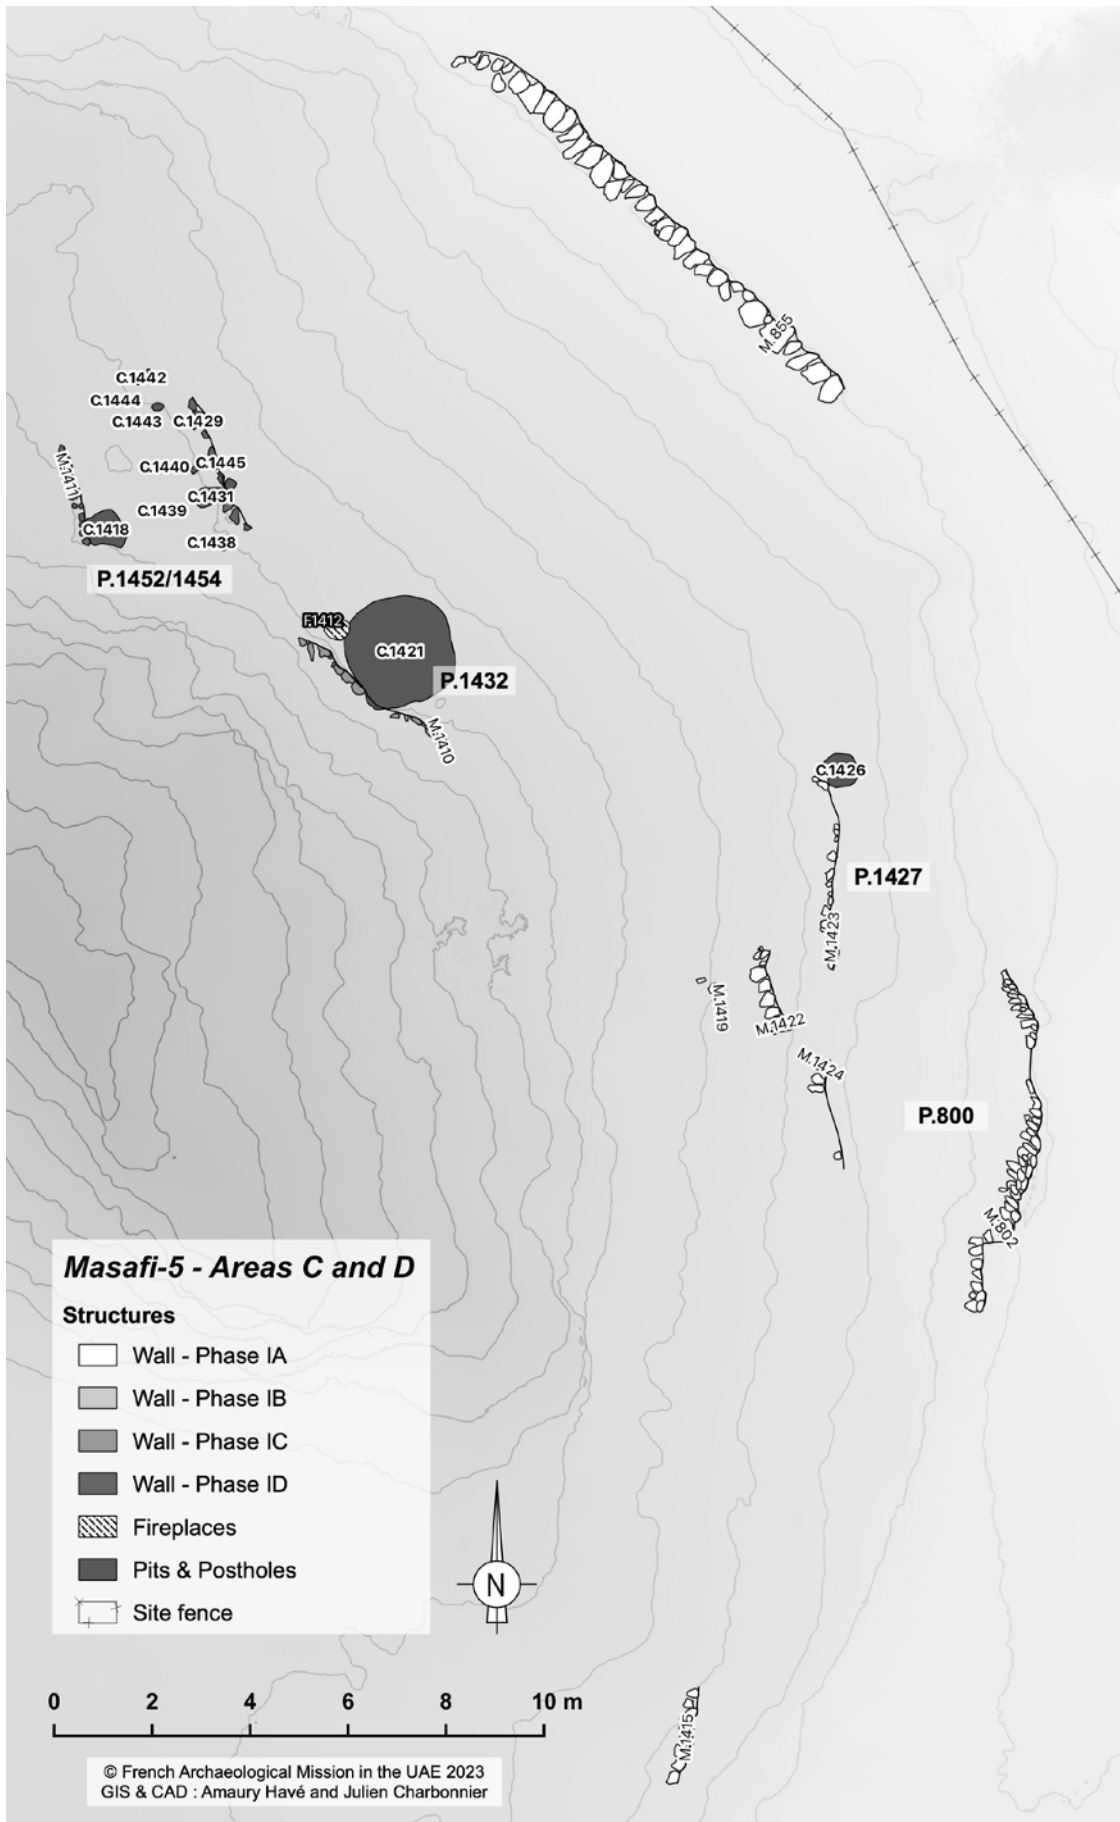 M.855
C.1442
C.1444
C.1443
C.1429
M.1411
C.1440
C.1445
C.1431
C.1439
C.1418
C.1438
P.1452/1454
F.1412
C.1421
P.1432
M.1410
C.1426
P.1427
M.1423
M.1419
M.1422
M.1424
P.800
M.802
Masafi-5 - Areas C and D
Structures
Wall - Phase IA
Wall - Phase IB
Wall - Phase IC
Wall - Phase ID
Fireplaces
Pits & Postholes
Site fence
N
0 2 4 6 8 10 m
M.1415
© French Archaeological Mission in the UAE 2023
GIS & CAD : Amaury Havé and Julien Charbonnier